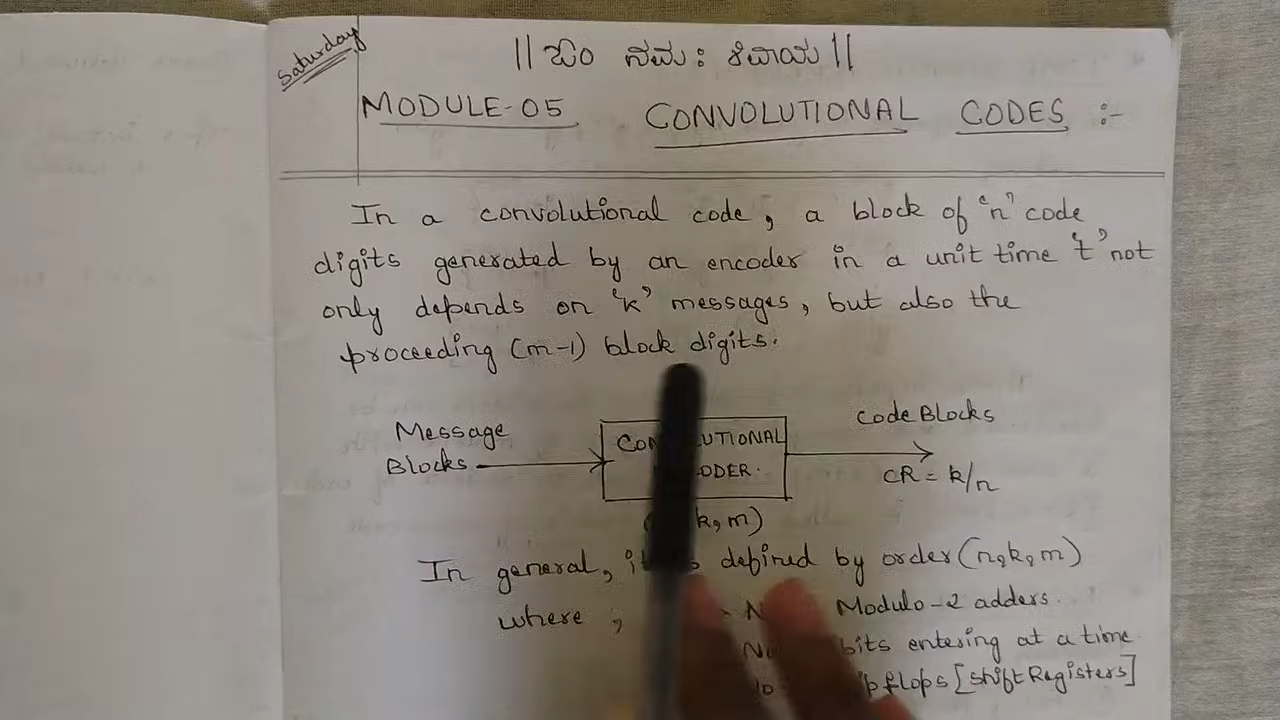 Saturday
|| ಓಂ ನಮಃ ಶಿವಾಯ ||
MODULE-05 CONVOLUTIONAL CODES :-
In a convolutional code, a block of 'n' code
digits generated by an encoder in a unit time 't' not
only depends on 'k' messages, but also the
proceeding (m-1) block digits.
Message
Blocks
Code Blocks
CR = k/n
k, m)
In general, defined by order (n, k, m)
where ; Modulo-2 adders.
bits entering at a time
flops [Shift Registers]